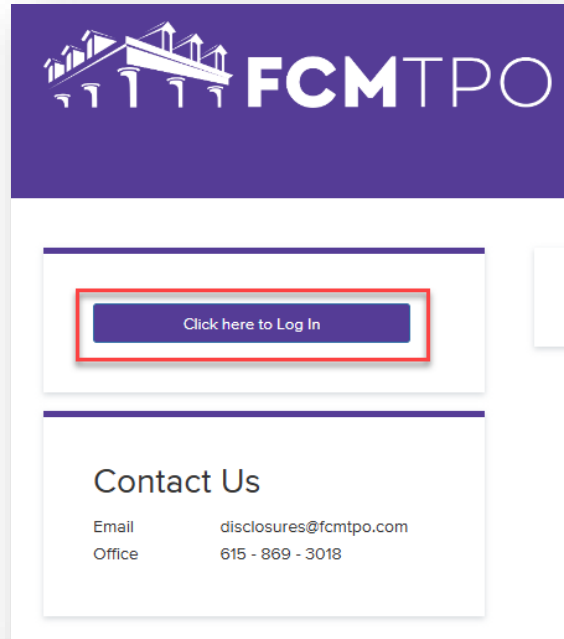 FCMTPO
Click here to Log In
Contact Us
Email disclosures@fcmtpo.com
Office 615 - 869 - 3018